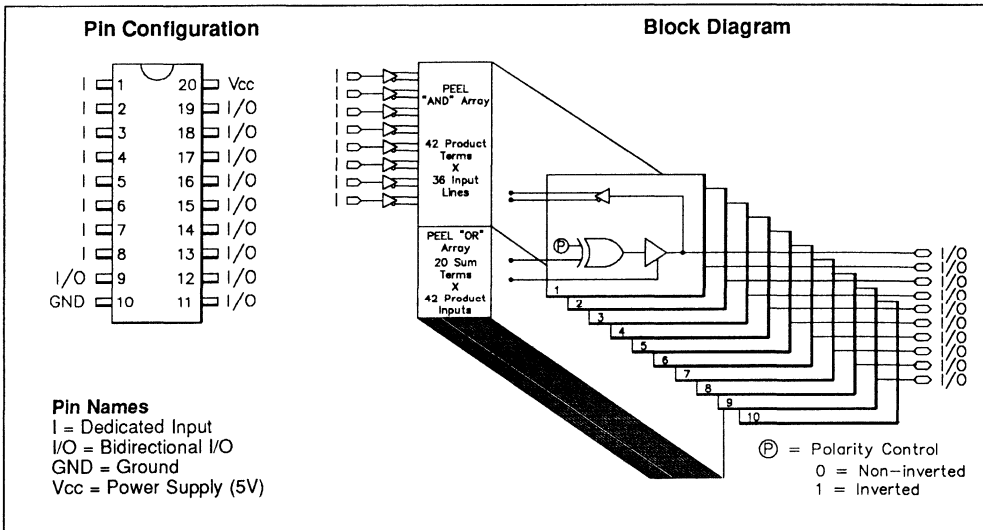 Pin Configuration
I 1 20 Vcc
I 2 19 I/O
I 3 18 I/O
I 4 17 I/O
I 5 16 I/O
I 6 15 I/O
I 7 14 I/O
I 8 13 I/O
I/O 9 12 I/O
GND 10 11 I/O
Pin Names
I = Dedicated Input
I/O = Bidirectional I/O
GND = Ground
Vcc = Power Supply (5V)
Block Diagram
I
I
I
I
I
I
I
I
PEEL
"AND" Array
42 Product
Terms
X
36 Input
Lines
PEEL "OR"
Array
20 Sum
Terms
X
42 Product
Inputs
P
1
2
3
4
5
6
7
8
9
10
I/O
I/O
I/O
I/O
I/O
I/O
I/O
I/O
I/O
I/O
P = Polarity Control
0 = Non-inverted
1 = Inverted